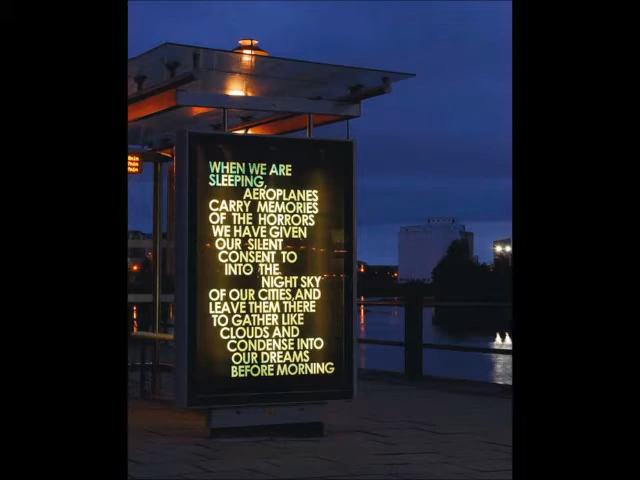 WHEN WE ARE
SLEEPING,
AEROPLANES
CARRY MEMORIES
OF THE HORRORS
WE HAVE GIVEN
OUR SILENT
CONSENT TO
INTO THE
NIGHT SKY
OF OUR CITIES, AND
LEAVE THEM THERE
TO GATHER LIKE
CLOUDS AND
CONDENSE INTO
OUR DREAMS
BEFORE MORNING